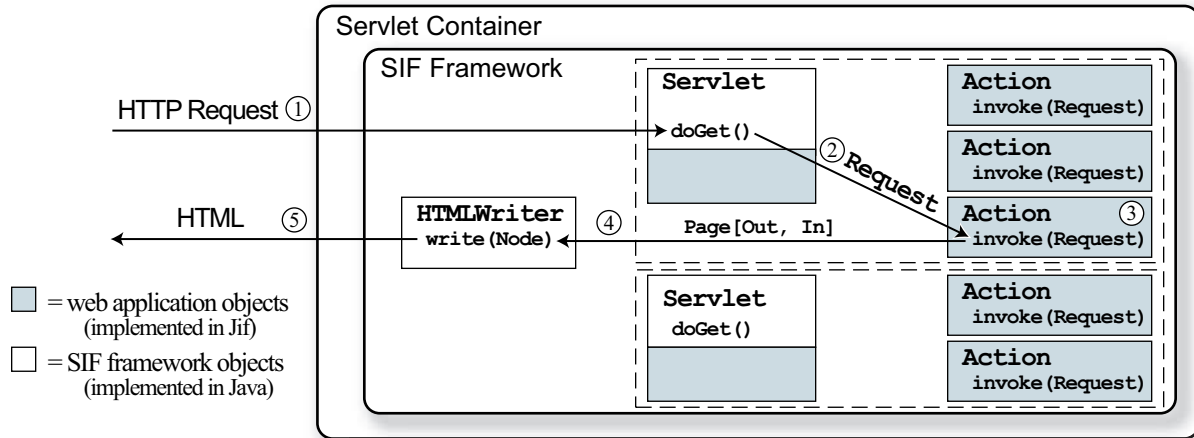 Servlet Container
SIF Framework
HTTP Request ①
Servlet
doGet()
② Request
Action
invoke(Request)
Action
invoke(Request)
Action ③
invoke(Request)
Page[Out, In]
④
HTMLWriter
write(Node)
HTML ⑤
Servlet
doGet()
Action
invoke(Request)
Action
invoke(Request)
= web application objects
(implemented in Jif)
= SIF framework objects
(implemented in Java)